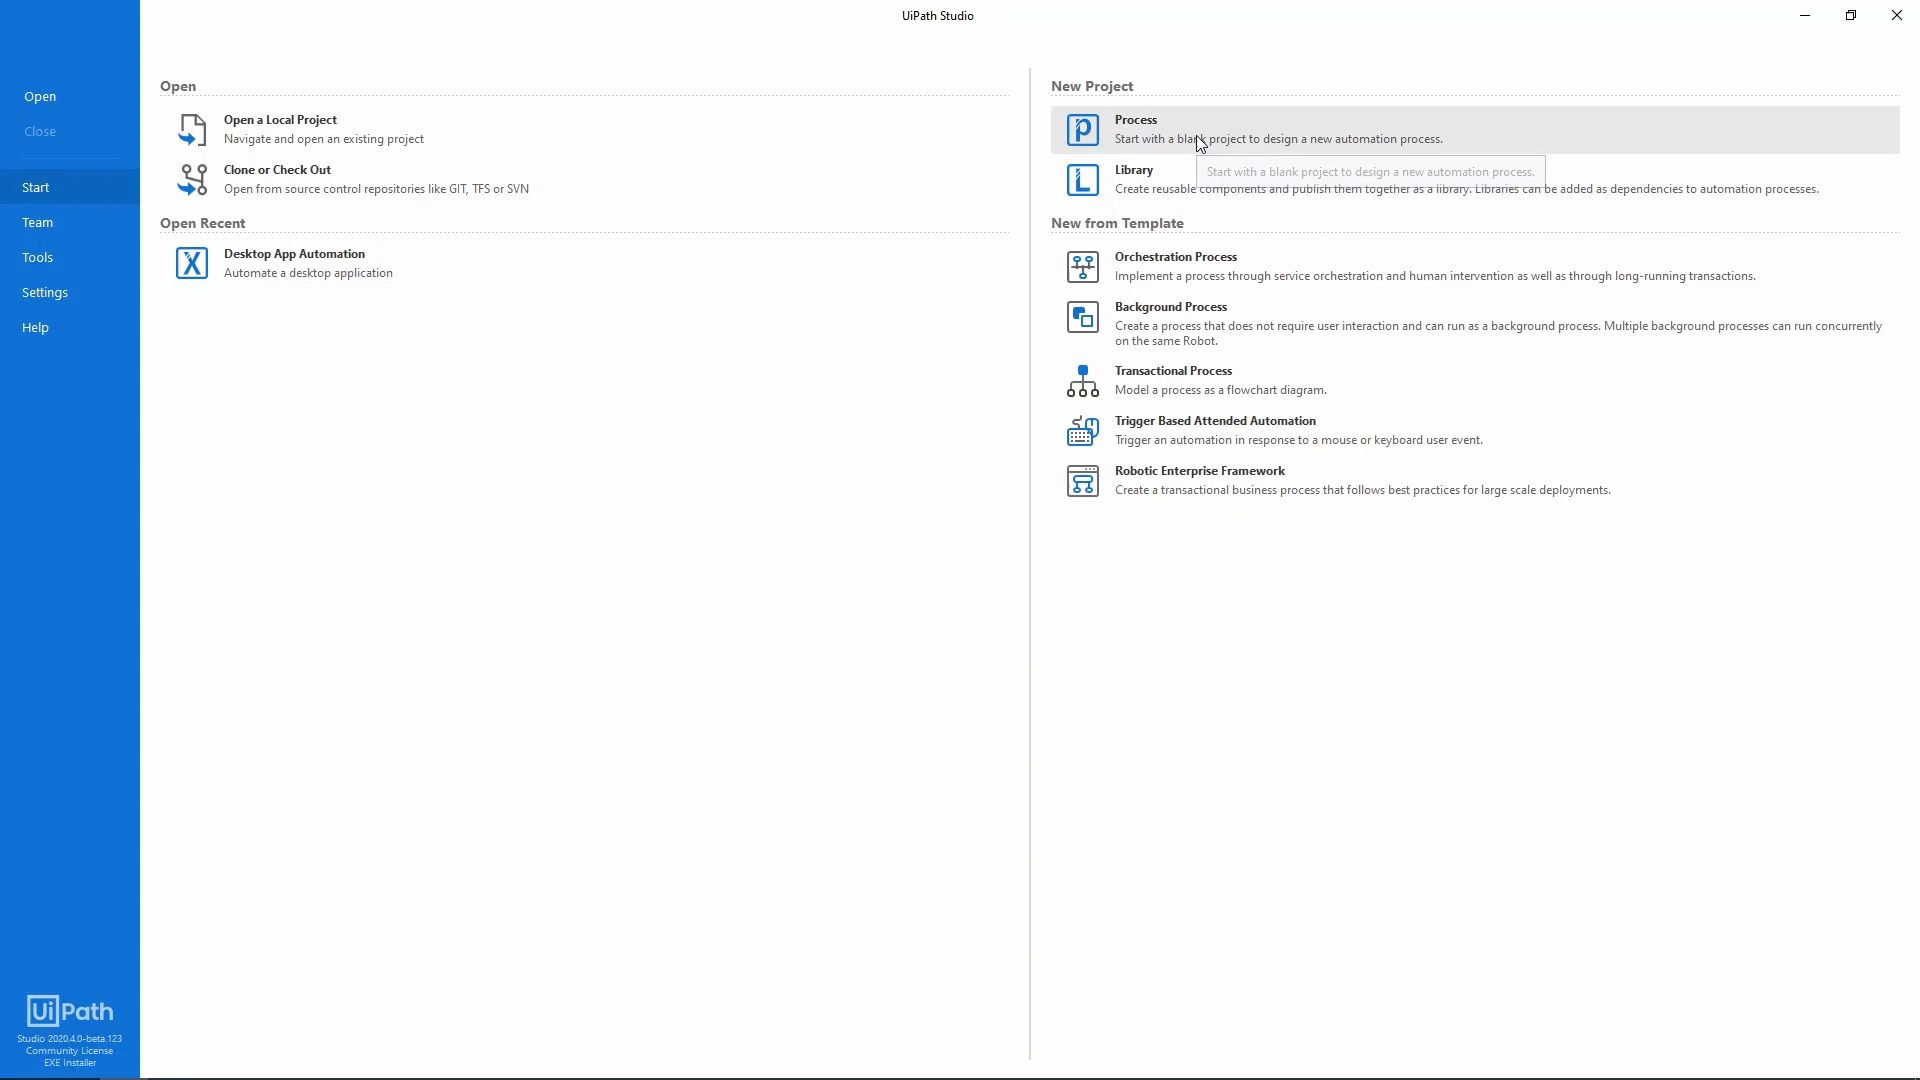 UiPath Studio
Open
Close
Start
Team
Tools
Settings
Help
UiPath
Studio 2020.4.0-beta.123
Community License
EXE Installer
Open
Open a Local Project
Navigate and open an existing project
Clone or Check Out
Open from source control repositories like GIT, TFS or SVN
Open Recent
Desktop App Automation
Automate a desktop application
New Project
Process
Start with a blank project to design a new automation process.
Start with a blank project to design a new automation process.
Library
Create reusable components and publish them together as a library. Libraries can be added as dependencies to automation processes.
New from Template
Orchestration Process
Implement a process through service orchestration and human intervention as well as through long-running transactions.
Background Process
Create a process that does not require user interaction and can run as a background process. Multiple background processes can run concurrently
on the same Robot.
Transactional Process
Model a process as a flowchart diagram.
Trigger Based Attended Automation
Trigger an automation in response to a mouse or keyboard user event.
Robotic Enterprise Framework
Create a transactional business process that follows best practices for large scale deployments.